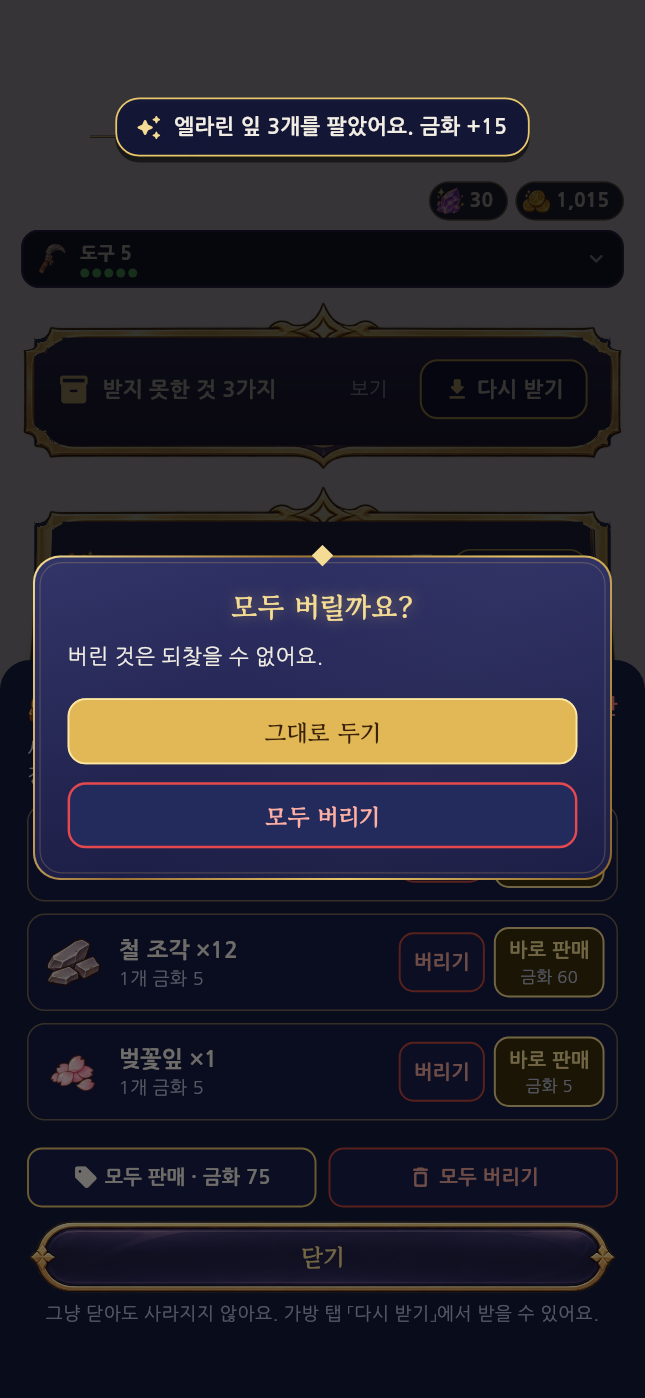 엘라린 잎 3개를 팔았어요. 금화 +15
30
1,015
도구 5
받지 못한 것 3가지
보기
다시 받기
모두 버릴까요?
버린 것은 되찾을 수 없어요.
그대로 두기
모두 버리기
철 조각 ×12
1개 금화 5
버리기
바로 판매
금화 60
벚꽃잎 ×1
1개 금화 5
버리기
바로 판매
금화 5
모두 판매 · 금화 75
모두 버리기
닫기
그냥 닫아도 사라지지 않아요. 가방 탭 「다시 받기」에서 받을 수 있어요.